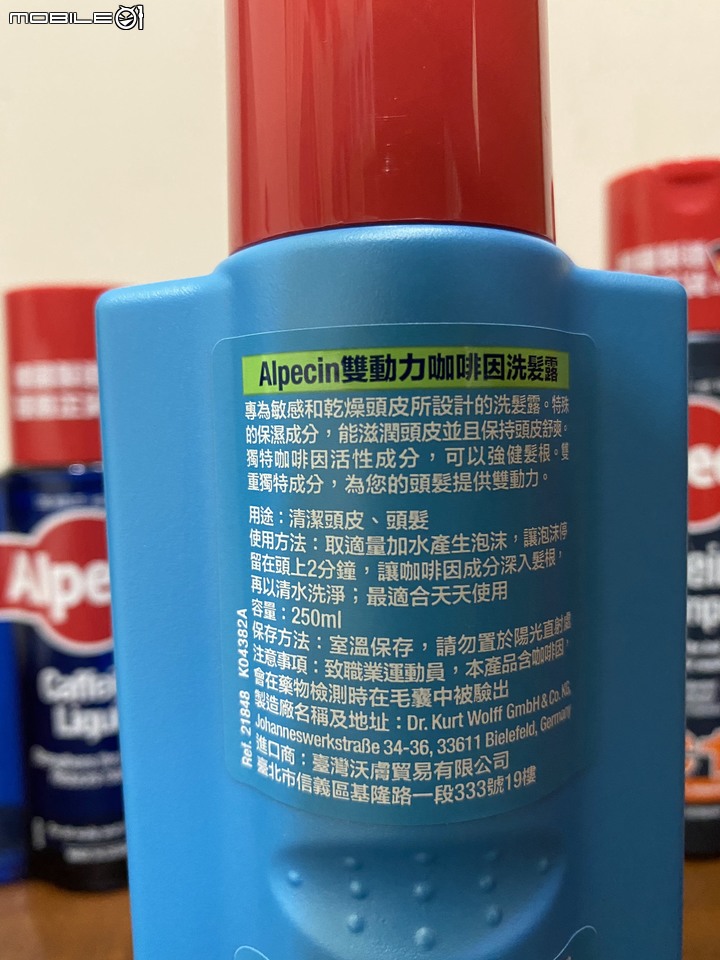 MOBILE01
Alpecin雙動力咖啡因洗髮露
專為敏感和乾燥頭皮所設計的洗髮露。特殊
的保濕成分，能滋潤頭皮並且保持頭皮舒爽。
獨特咖啡因活性成分，可以強健髮根。雙
重獨特成分，為您的頭髮提供雙動力。
用途：清潔頭皮、頭髮
使用方法：取適量加水產生泡沫，讓泡沫停
留在頭上2分鐘，讓咖啡因成分深入髮根，
再以清水洗淨；最適合天天使用
容量：250ml
保存方法：室溫保存，請勿置於陽光直射處
注意事項：致職業運動員，本產品含咖啡因，
會在藥物檢測時在毛囊中被驗出
製造廠名稱及地址：Dr. Kurt Wolff GmbH & Co. KG,
Johanneswerkstraße 34-36, 33611 Bielefeld, Germany
進口商：臺灣沃膚貿易有限公司
臺北市信義區基隆路一段333號19樓
Ref. 21848 K04382A
Alpe